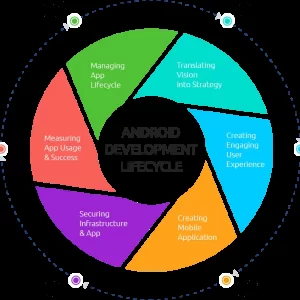 Managing
App
Lifecycle
Translating
Vision
into Strategy
Creating
Engaging
User
Experience
Creating
Mobile
Application
Securing
Infrastructure
& App
Measuring
App Usage
& Success
ANDROID
DEVELOPMENT
LIFECYCLE